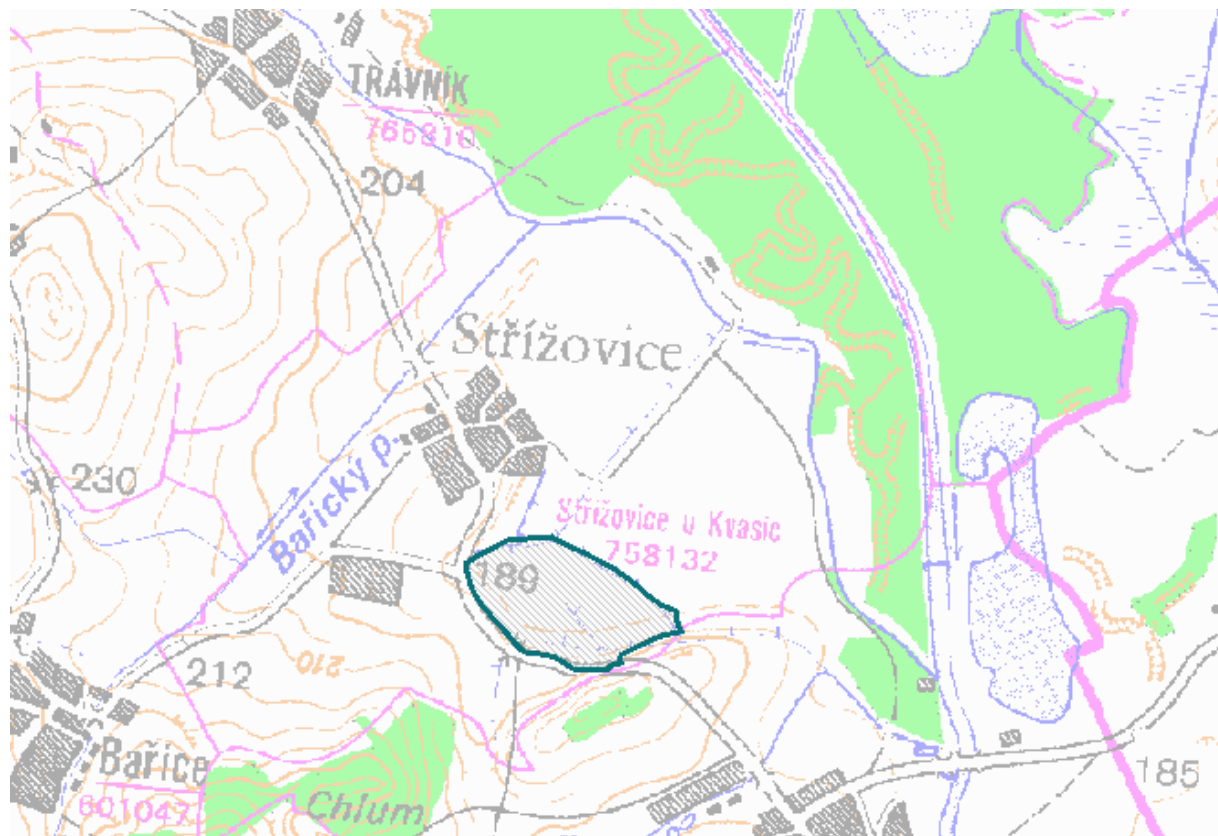 TRÁVNÍK
766810
204
Střížovice
230
Bařický p.
Střížovice u Kvasic
758132
189
210
212
Bařice
601047
Chlum
185